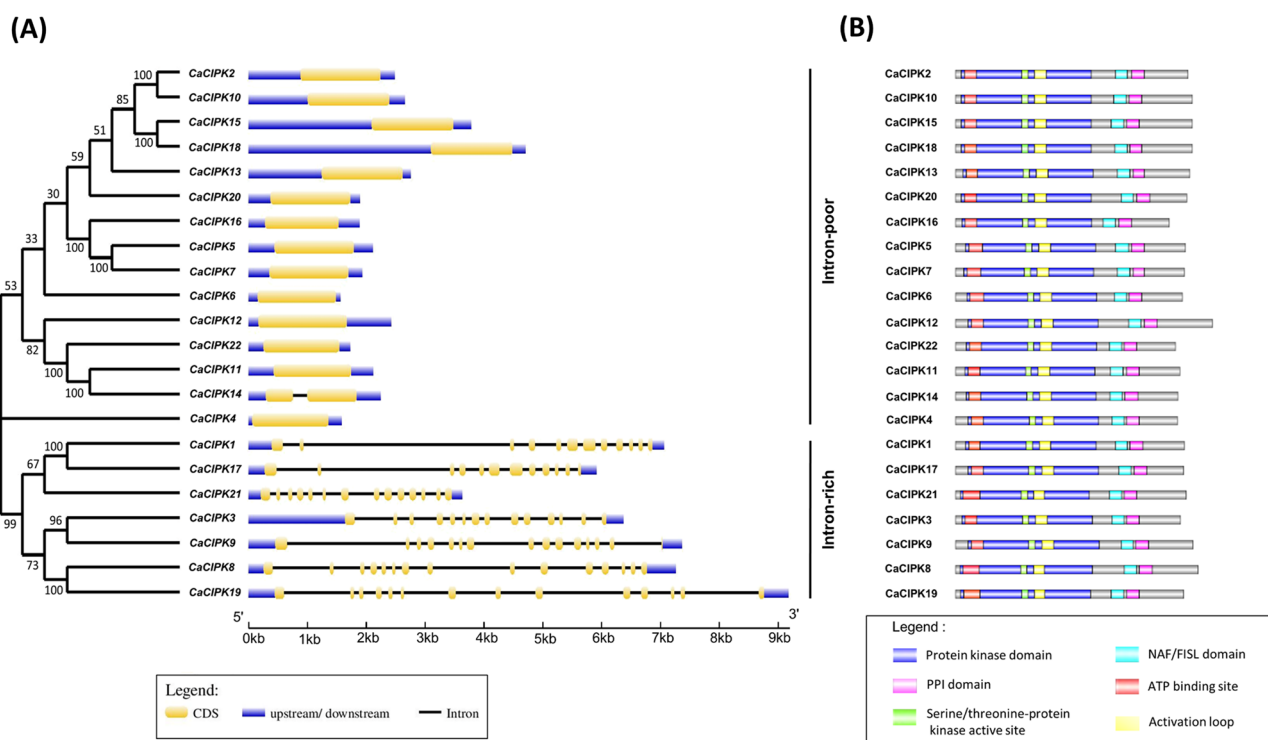 (A)
(B)
CaCIPK2
CaCIPK10
CaCIPK15
CaCIPK18
CaCIPK13
CaCIPK20
CaCIPK16
CaCIPK5
CaCIPK7
CaCIPK6
CaCIPK12
CaCIPK22
CaCIPK11
CaCIPK14
CaCIPK4
CaCIPK1
CaCIPK17
CaCIPK21
CaCIPK3
CaCIPK9
CaCIPK8
CaCIPK19
100
85
100
51
59
30
100
100
33
53
82
100
100
100
67
99
96
73
100
Intron-poor
Intron-rich
5'
3'
0kb 1kb 2kb 3kb 4kb 5kb 6kb 7kb 8kb 9kb
Legend:
CDS upstream/ downstream Intron
CaCIPK2
CaCIPK10
CaCIPK15
CaCIPK18
CaCIPK13
CaCIPK20
CaCIPK16
CaCIPK5
CaCIPK7
CaCIPK6
CaCIPK12
CaCIPK22
CaCIPK11
CaCIPK14
CaCIPK4
CaCIPK1
CaCIPK17
CaCIPK21
CaCIPK3
CaCIPK9
CaCIPK8
CaCIPK19
Legend :
Protein kinase domain
NAF/FISL domain
PPI domain
ATP binding site
Serine/threonine-protein
kinase active site
Activation loop